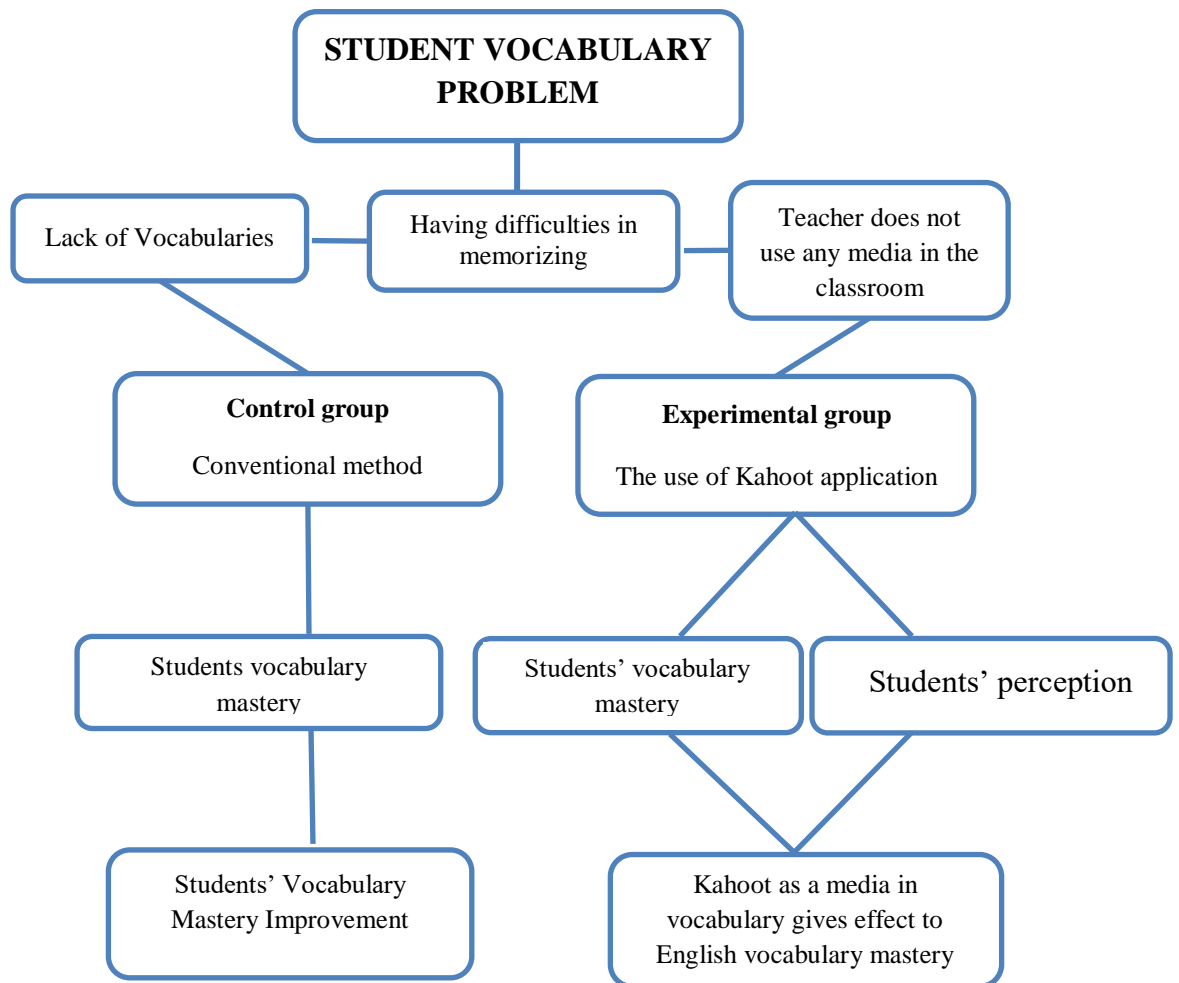 STUDENT VOCABULARY
PROBLEM
Lack of Vocabularies
Having difficulties in
memorizing
Teacher does not
use any media in the
classroom
Control group
Conventional method
Experimental group
The use of Kahoot application
Students vocabulary
mastery
Students’ vocabulary
mastery
Students’ perception
Students’ Vocabulary
Mastery Improvement
Kahoot as a media in
vocabulary gives effect to
English vocabulary mastery